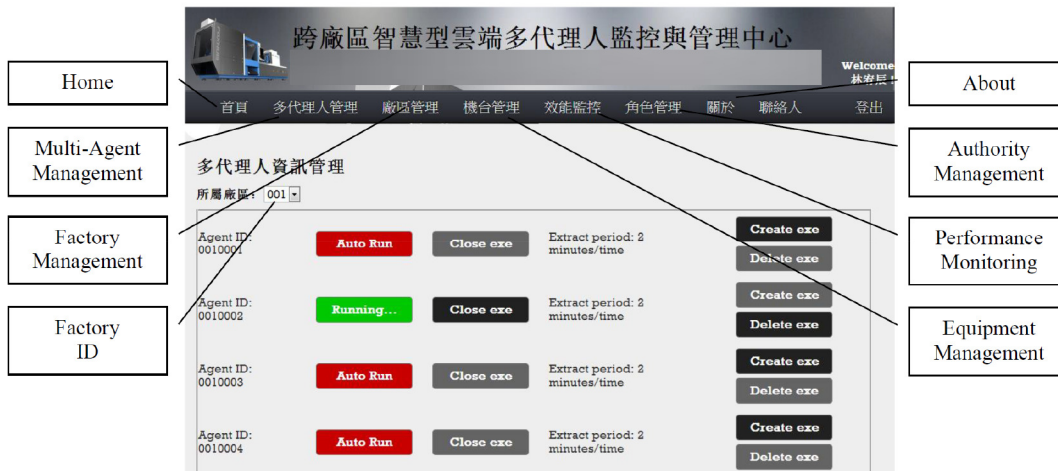 跨廠區智慧型雲端多代理人監控與管理中心
Welcome
林宥辰!
首頁 多代理人管理 廠區管理 機台管理 效能監控 角色管理 關於 聯絡人 登出
Home
Multi-Agent
Management
Factory
Management
Factory
ID
About
Authority
Management
Performance
Monitoring
Equipment
Management
多代理人資訊管理
所屬廠區: 001
Agent ID:
0010001
Auto Run
Close exe
Extract period: 2
minutes/time
Create exe
Delete exe
Agent ID:
0010002
Running...
Close exe
Extract period: 2
minutes/time
Create exe
Delete exe
Agent ID:
0010003
Auto Run
Close exe
Extract period: 2
minutes/time
Create exe
Delete exe
Agent ID:
0010004
Auto Run
Close exe
Extract period: 2
minutes/time
Create exe
Delete exe